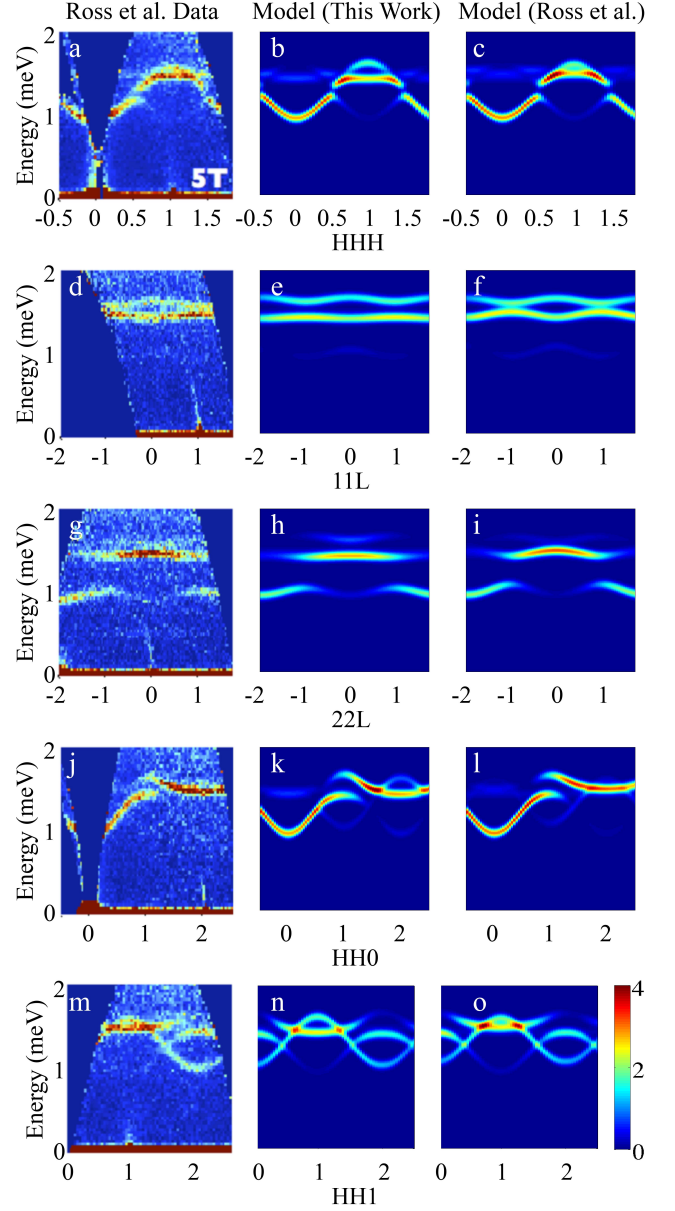 Ross et al. Data Model (This Work) Model (Ross et al.)
a b c
Energy (meV)
2
1
0
5T
-0.5 0 0.5 1 1.5 -0.5 0 0.5 1 1.5 -0.5 0 0.5 1 1.5
HHH
d e f
Energy (meV)
2
1
0
-2 -1 0 1 -2 -1 0 1 -2 -1 0 1
11L
g h i
Energy (meV)
2
1
0
-2 -1 0 1 -2 -1 0 1 -2 -1 0 1
22L
j k l
Energy (meV)
2
1
0
0 1 2 0 1 2 0 1 2
HH0
m n o
Energy (meV)
2
1
0
4
2
0
0 1 2 0 1 2 0 1 2
HH1